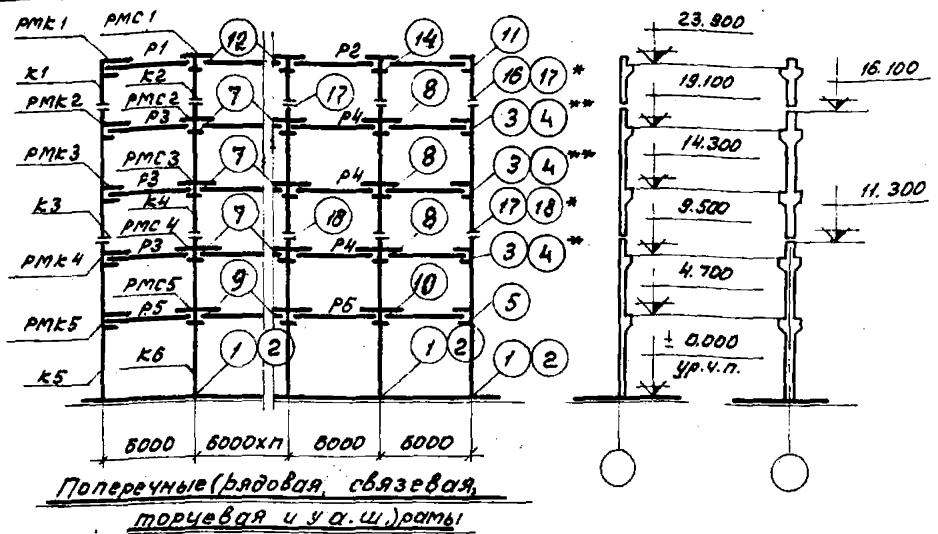 РМК1 РМС1 Р1 12 Р2 14 11
К1 К2 17 8 16 17 *
РМК2 РМС2 Р3 7 Р4 3 4 **
РМК3 РМС3 Р3 7 Р4 8 3 4 **
К3 К4 18 17 18 *
РМК4 РМС4 Р3 7 Р4 8 3 4 *
РМК5 РМС5 Р5 9 Р6 10 5
К5 К6 1 2 1 2 1 2
6000 6000хп 6000 6000
Поперечные (рядовая, связевая,
торцевая и у а.ш.) рамы
23.900
19.100
16.100
14.300
11.300
9.500
4.700
± 0.000
ур.ч.п.